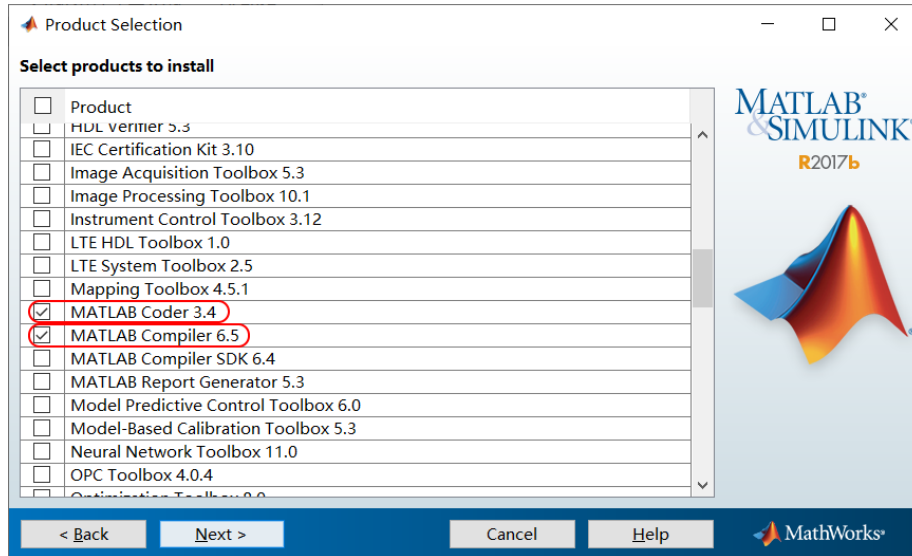 Product Selection
Select products to install
Product
HDL Verifier 5.3
IEC Certification Kit 3.10
Image Acquisition Toolbox 5.3
Image Processing Toolbox 10.1
Instrument Control Toolbox 3.12
LTE HDL Toolbox 1.0
LTE System Toolbox 2.5
Mapping Toolbox 4.5.1
MATLAB Coder 3.4
MATLAB Compiler 6.5
MATLAB Compiler SDK 6.4
MATLAB Report Generator 5.3
Model Predictive Control Toolbox 6.0
Model-Based Calibration Toolbox 5.3
Neural Network Toolbox 11.0
OPC Toolbox 4.0.4
Optimization Toolbox 8.0
MATLAB®
&SIMULINK®
R2017b
< Back
Next >
Cancel
Help
MathWorks®